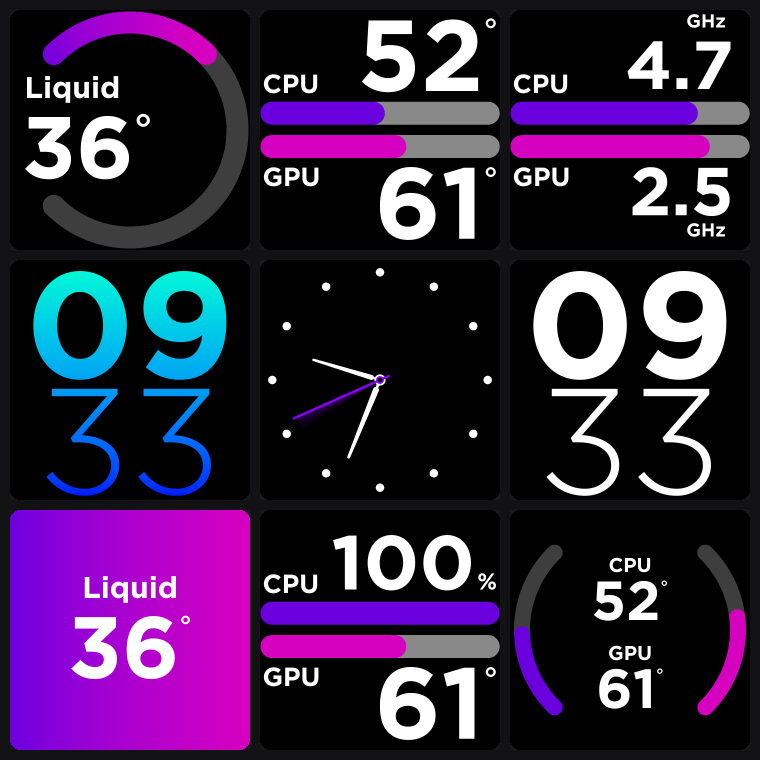 Liquid
36°
CPU 52°
GPU 61°
GHz
CPU 4.7
GPU 2.5
GHz
09
33
09
33
Liquid
36°
CPU 100%
GPU 61°
CPU
52°
GPU
61°